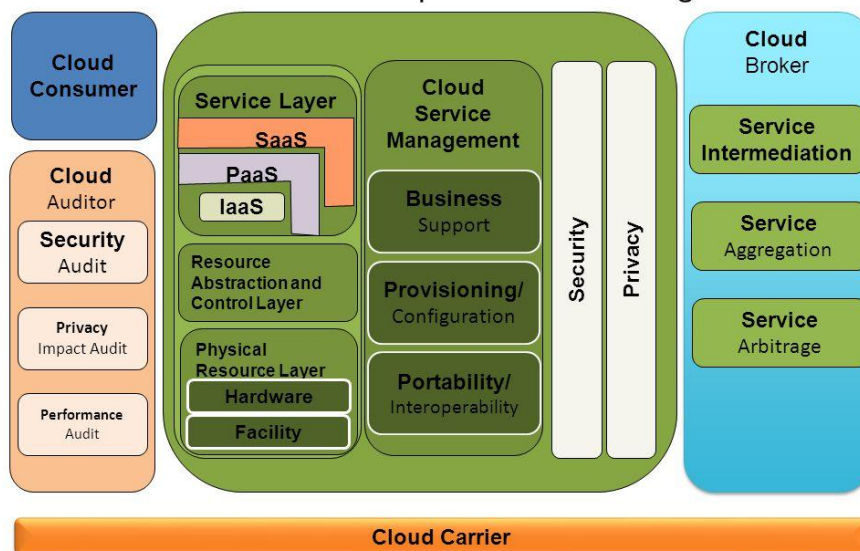 Cloud
Consumer
Cloud
Auditor
Security
Audit
Privacy
Impact Audit
Performance
Audit
Service Layer
SaaS
PaaS
IaaS
Resource
Abstraction and
Control Layer
Physical
Resource Layer
Hardware
Facility
Cloud
Service
Management
Business
Support
Provisioning/
Configuration
Portability/
Interoperability
Security
Privacy
Cloud
Broker
Service
Intermediation
Service
Aggregation
Service
Arbitrage
Cloud Carrier